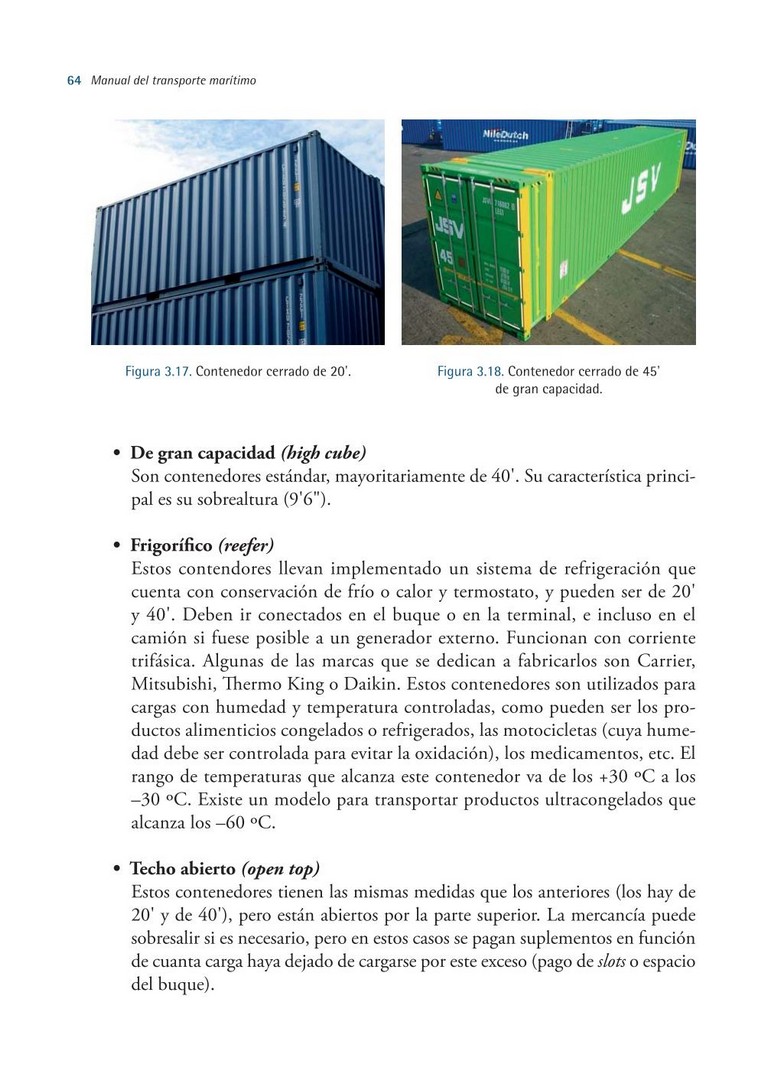 64 Manual del transporte marítimo
NileDutch
JSV
JSV
45
Figura 3.17. Contenedor cerrado de 20'.
Figura 3.18. Contenedor cerrado de 45'
de gran capacidad.
• De gran capacidad (high cube)
Son contenedores estándar, mayoritariamente de 40'. Su característica princi-
pal es su sobrealtura (9'6").
• Frigorífico (reefer)
Estos contendores llevan implementado un sistema de refrigeración que
cuenta con conservación de frío o calor y termostato, y pueden ser de 20'
y 40'. Deben ir conectados en el buque o en la terminal, e incluso en el
camión si fuese posible a un generador externo. Funcionan con corriente
trifásica. Algunas de las marcas que se dedican a fabricarlos son Carrier,
Mitsubishi, Thermo King o Daikin. Estos contenedores son utilizados para
cargas con humedad y temperatura controladas, como pueden ser los pro-
ductos alimenticios congelados o refrigerados, las motocicletas (cuya hume-
dad debe ser controlada para evitar la oxidación), los medicamentos, etc. El
rango de temperaturas que alcanza este contenedor va de los +30 ºC a los
–30 ºC. Existe un modelo para transportar productos ultracongelados que
alcanza los –60 ºC.
• Techo abierto (open top)
Estos contenedores tienen las mismas medidas que los anteriores (los hay de
20' y de 40'), pero están abiertos por la parte superior. La mercancía puede
sobresalir si es necesario, pero en estos casos se pagan suplementos en función
de cuanta carga haya dejado de cargarse por este exceso (pago de slots o espacio
del buque).